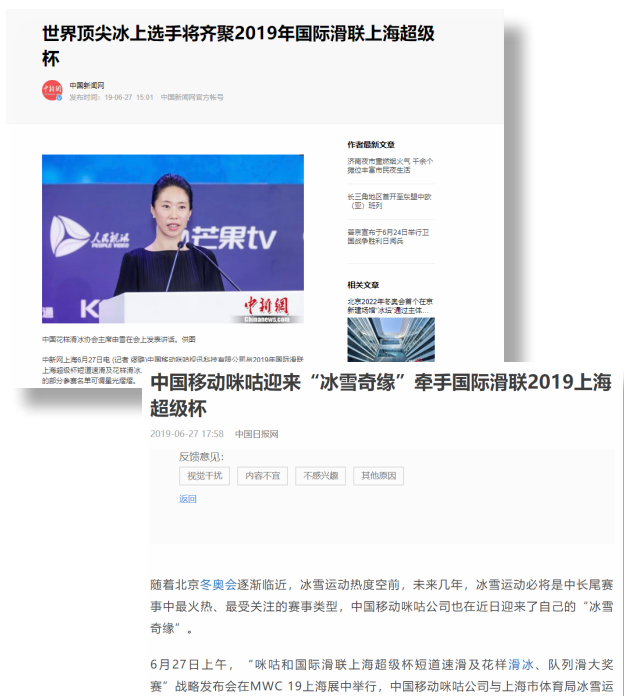 世界顶尖冰上选手将齐聚2019年国际滑联上海超级
杯
中国新闻网
发布时间：19-06-27 15:01 中国新闻网官方帐号
作者最新文章
济南夜市重燃烟火气 千余个
摊位丰富市民夜生活
长三角地区首开至东盟中欧
（亚）班列
普京宣布于6月24日举行卫
国战争胜利日阅兵
人民视讯
PEOPLE VIDEO
芒果tv
中新網
Chinanews.com
相关文章
北京2022年冬奥会首个在京
新建场馆“冰坛”通过主体...
中国花样滑冰协会主席申雪在会上发表讲话。供图
中新网上海6月27日电 (记者 缪璐)中国移动咪咕视讯科技有限公司与2019年国际滑联
上海超级杯短道速滑及花样滑冰、
的部分参赛名单可谓星光熠熠。
中国移动咪咕迎来“冰雪奇缘”牵手国际滑联2019上海
超级杯
2019-06-27 17:58 中国日报网
反馈意见：
视觉干扰 内容不宜 不感兴趣 其他原因
返回
随着北京冬奥会逐渐临近，冰雪运动热度空前，未来几年，冰雪运动必将是中长尾赛
事中最火热、最受关注的赛事类型，中国移动咪咕公司也在近日迎来了自己的“冰雪
奇缘”。
6月27日上午，“咪咕和国际滑联上海超级杯短道速滑及花样滑冰、队列滑大奖
赛”战略发布会在MWC 19上海展中举行，中国移动咪咕公司与上海市体育局冰雪运